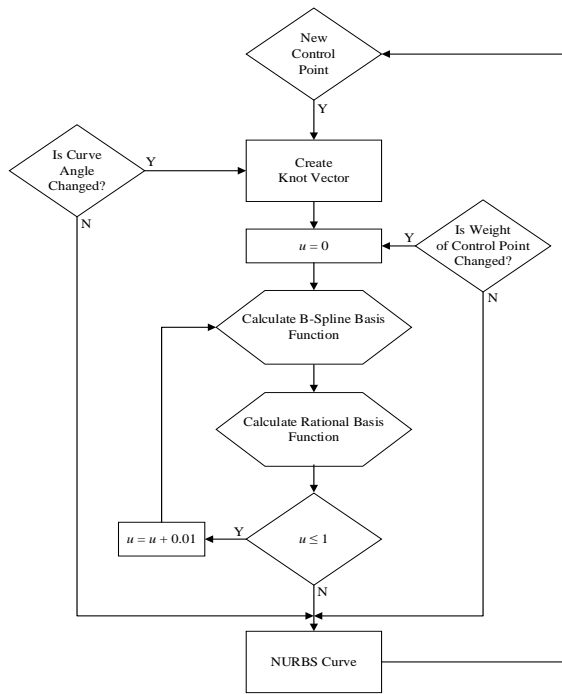 New
Control
Point
Y
Is Curve
Angle
Changed?
Y
N
Create
Knot Vector
Is Weight
of Control Point
Changed?
Y
N
u = 0
Calculate B-Spline Basis
Function
Calculate Rational Basis
Function
u ≤ 1
Y
N
u = u + 0.01
NURBS Curve